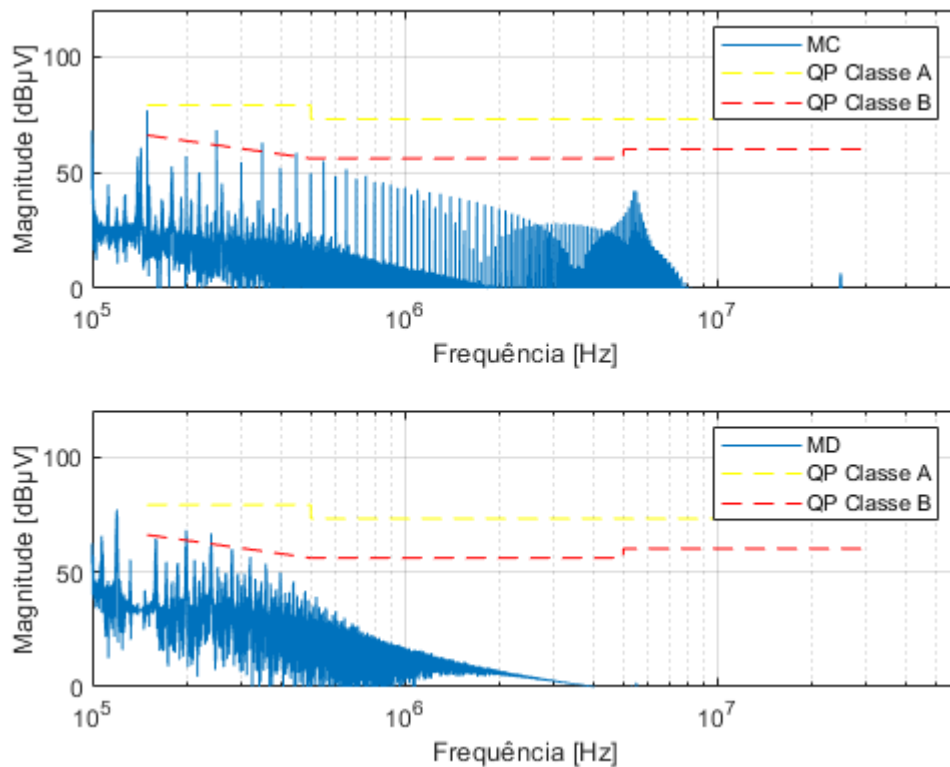 Magnitude [dBµV]
100
50
0
MC
QP Classe A
QP Classe B
10^5
10^6
10^7
Frequência [Hz]
Magnitude [dBµV]
100
50
0
MD
QP Classe A
QP Classe B
10^5
10^6
10^7
Frequência [Hz]